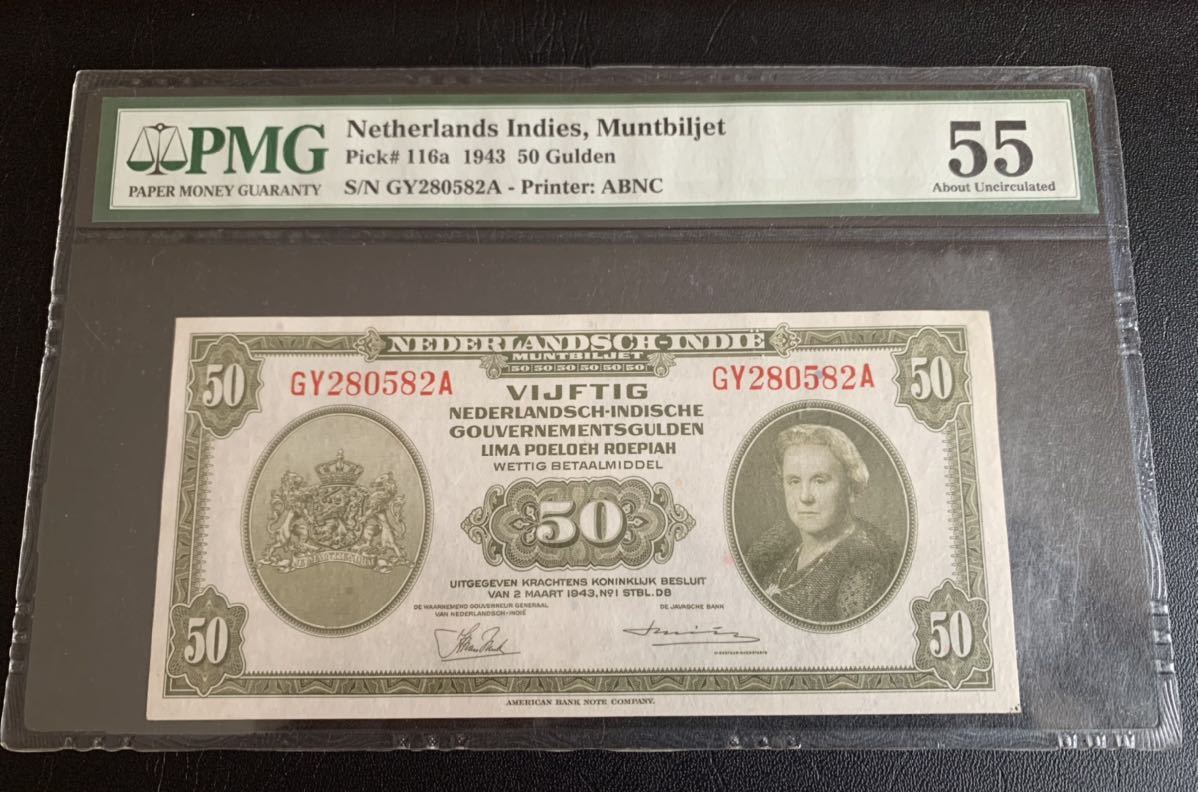 PMG
PAPER MONEY GUARANTY
Netherlands Indies, Muntbiljet
Pick# 116a 1943 50 Gulden
S/N GY280582A - Printer: ABNC
55
About Uncirculated
NEDERLANDSCH-INDIË
MUNTBILJET
50 50 50 50 50 50
50
50
GY280582A
GY280582A
VIJFTIG
NEDERLANDSCH-INDISCHE
GOUVERNEMENTSGULDEN
LIMA POELOEH ROEPIAH
WETTIG BETAALMIDDEL
50
UITGEGEVEN KRACHTENS KONINKLIJK BESLUIT
VAN 2 MAART 1943, No1 STBL. D8
DE WAARNEMEND GOUVERNEUR GENERAAL
VAN NEDERLANDSCH-INDIË
DE JAVASCHE BANK
50
50
AMERICAN BANK NOTE COMPANY.